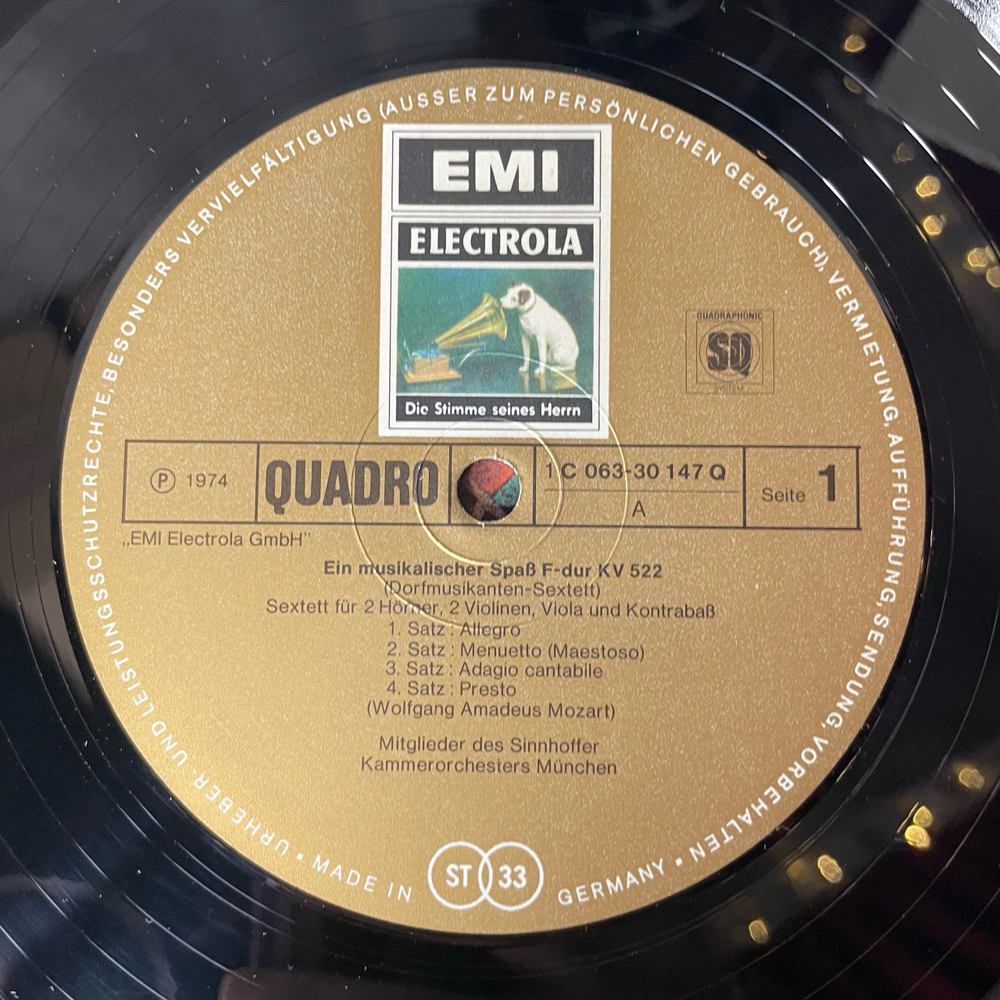 URHEBER- UND LEISTUNGSSCHUTZRECHTE, BESONDERS VERVIELFÄLTIGUNG (AUSSER ZUM PERSÖNLICHEN GEBRAUCH), VERMIETUNG, AUFFÜHRUNG, SENDUNG, VORBEHALTEN
EMI
ELECTROLA
Die Stimme seines Herrn
QUADRAPHONIC
SQ
SYSTEM
℗ 1974
QUADRO
1 C 063-30 147 Q
A
Seite 1
„EMI Electrola GmbH”
Ein musikalischer Spaß F-dur KV 522
(Dorfmusikanten-Sextett)
Sextett für 2 Hörner, 2 Violinen, Viola und Kontrabaß
1. Satz : Allegro
2. Satz : Menuetto (Maestoso)
3. Satz : Adagio cantabile
4. Satz : Presto
(Wolfgang Amadeus Mozart)
Mitglieder des Sinnhoffer
Kammerorchesters München
• MADE IN ST 33 GERMANY •